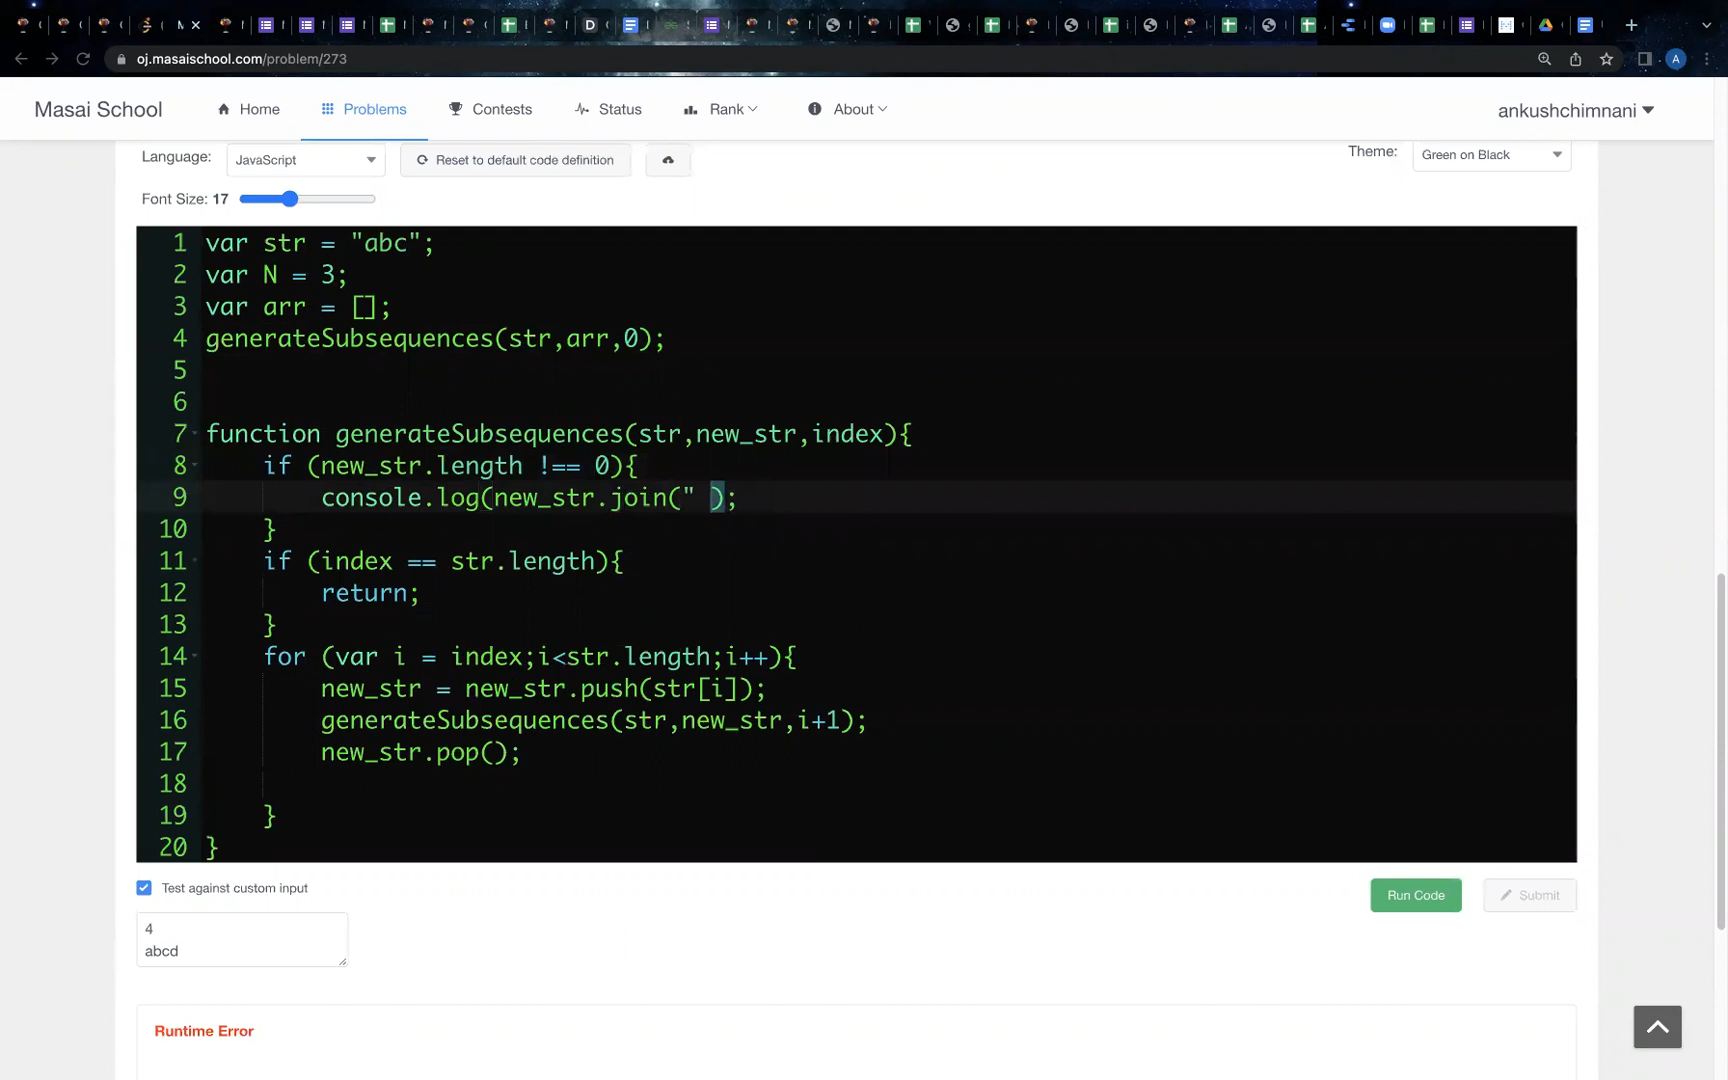 M
D
oj.masaischool.com/problem/273
A
Masai School
Home
Problems
Contests
Status
Rank
About
ankushchimnani
Language:
JavaScript
Reset to default code definition
Theme:
Green on Black
Font Size: 17
1 var str = "abc";
2 var N = 3;
3 var arr = [];
4 generateSubsequences(str,arr,0);
5
6
7 function generateSubsequences(str,new_str,index){
8 if (new_str.length !== 0){
9 console.log(new_str.join(" );
10 }
11 if (index == str.length){
12 return;
13 }
14 for (var i = index;i<str.length;i++){
15 new_str = new_str.push(str[i]);
16 generateSubsequences(str,new_str,i+1);
17 new_str.pop();
18
19 }
20 }
Test against custom input
Run Code
Submit
4
abcd
Runtime Error